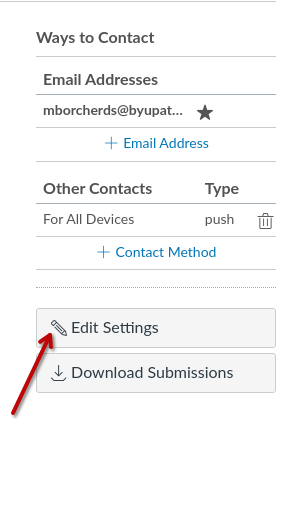 Ways to Contact
Email Addresses
mborcherds@byupat...
+ Email Address
Other Contacts Type
For All Devices push
+ Contact Method
Edit Settings
Download Submissions